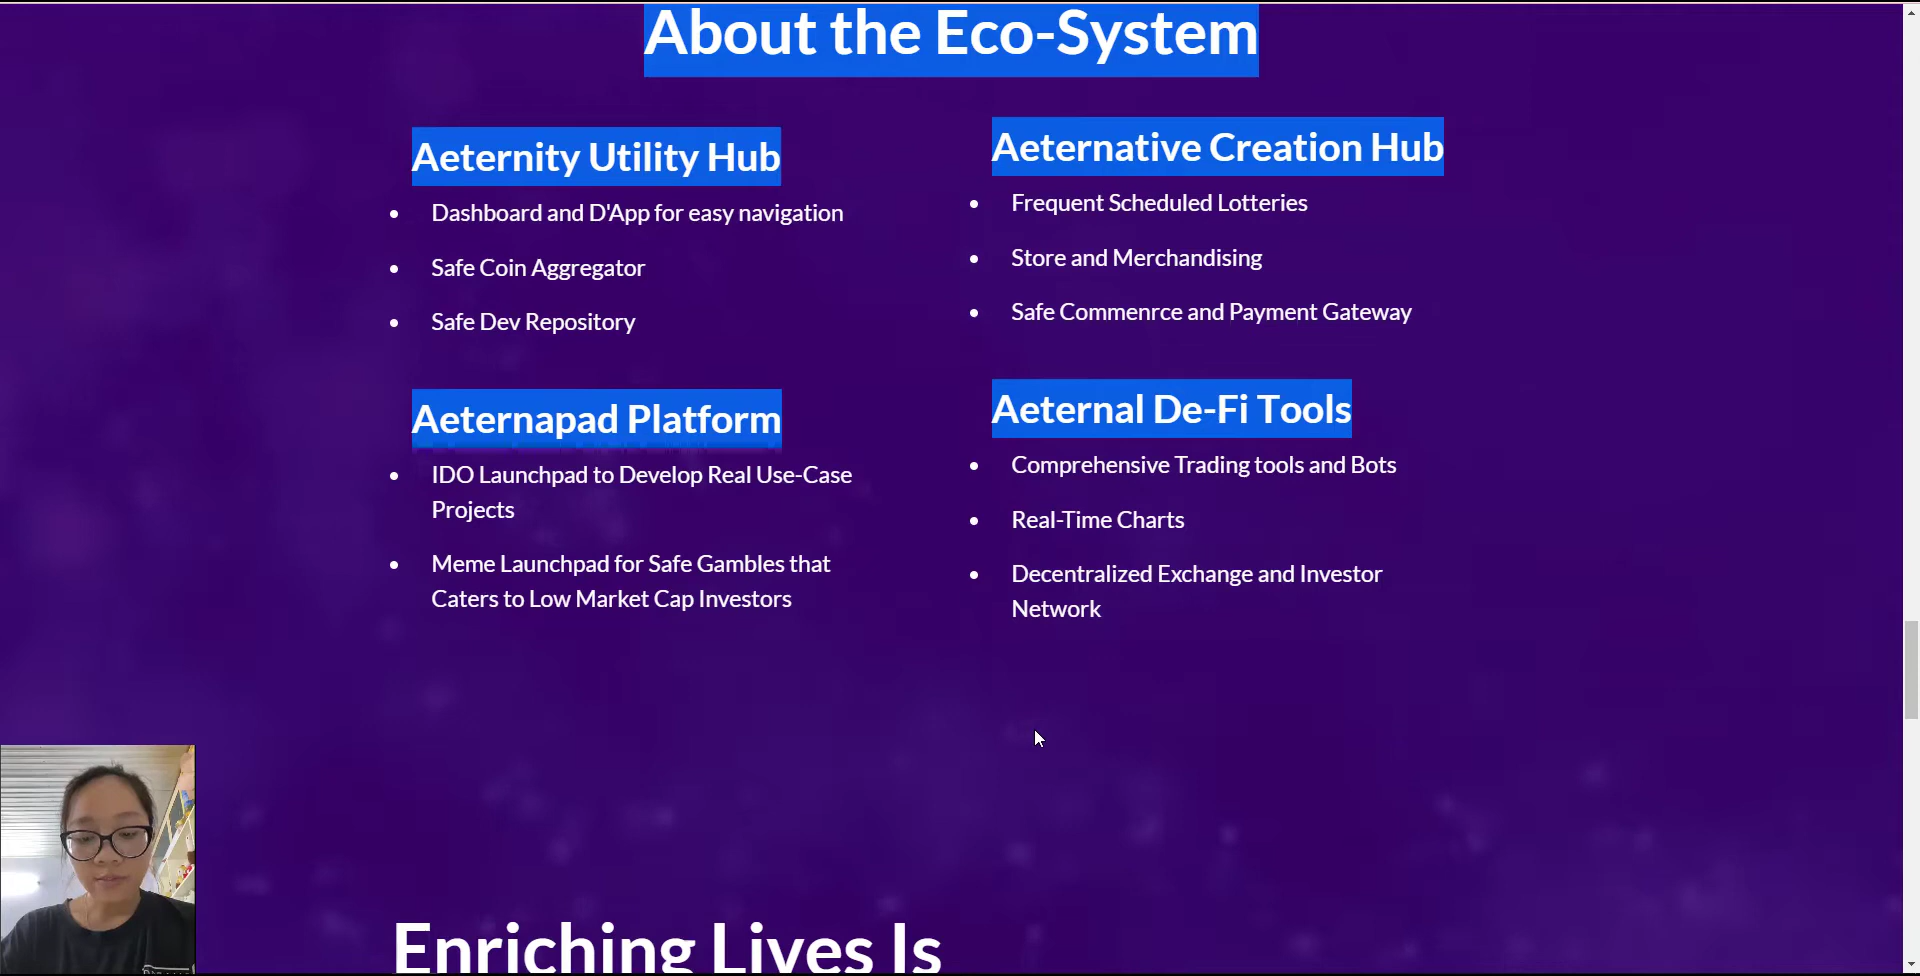 About the Eco-System
Aeternity Utility Hub
Dashboard and D'App for easy navigation
Safe Coin Aggregator
Safe Dev Repository
Aeternative Creation Hub
Frequent Scheduled Lotteries
Store and Merchandising
Safe Commenrce and Payment Gateway
Aeternapad Platform
IDO Launchpad to Develop Real Use-Case
Projects
Meme Launchpad for Safe Gambles that
Caters to Low Market Cap Investors
Aeternal De-Fi Tools
Comprehensive Trading tools and Bots
Real-Time Charts
Decentralized Exchange and Investor
Network
Enriching Lives Is